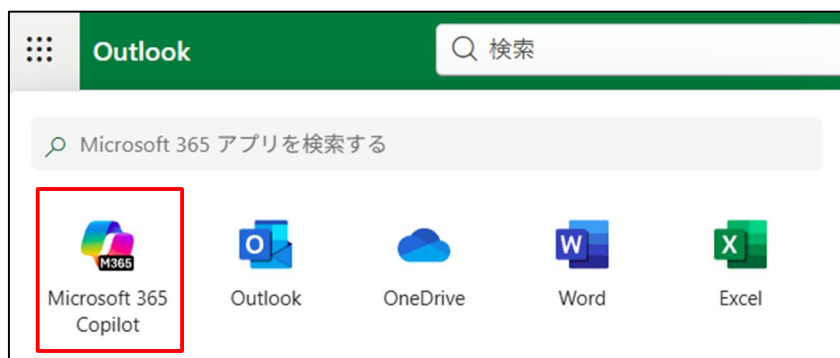 Outlook
検索
Microsoft 365 アプリを検索する
M365
Microsoft 365
Copilot
Outlook
OneDrive
Word
Excel